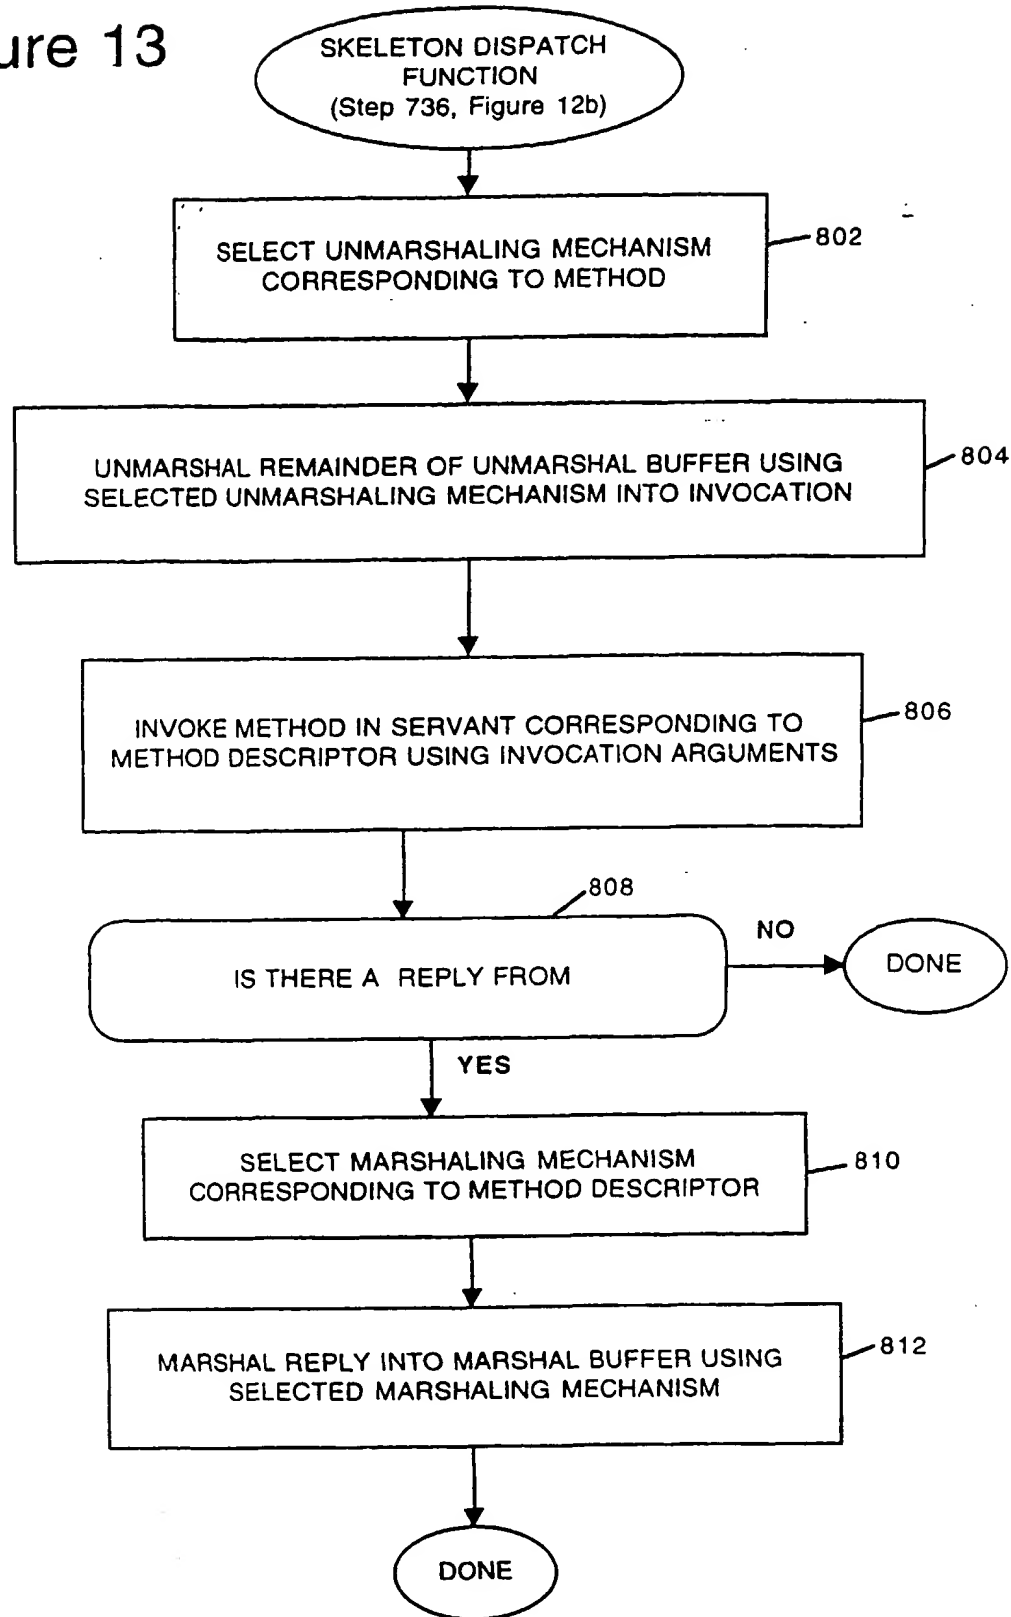 ure 13
SKELETON DISPATCH
FUNCTION
(Step 736, Figure 12b)
SELECT UNMARSHALING MECHANISM
CORRESPONDING TO METHOD
802
UNMARSHAL REMAINDER OF UNMARSHAL BUFFER USING
SELECTED UNMARSHALING MECHANISM INTO INVOCATION
804
INVOKE METHOD IN SERVANT CORRESPONDING TO
METHOD DESCRIPTOR USING INVOCATION ARGUMENTS
806
808
IS THERE A REPLY FROM
NO
DONE
YES
SELECT MARSHALING MECHANISM
CORRESPONDING TO METHOD DESCRIPTOR
810
MARSHAL REPLY INTO MARSHAL BUFFER USING
SELECTED MARSHALING MECHANISM
812
DONE